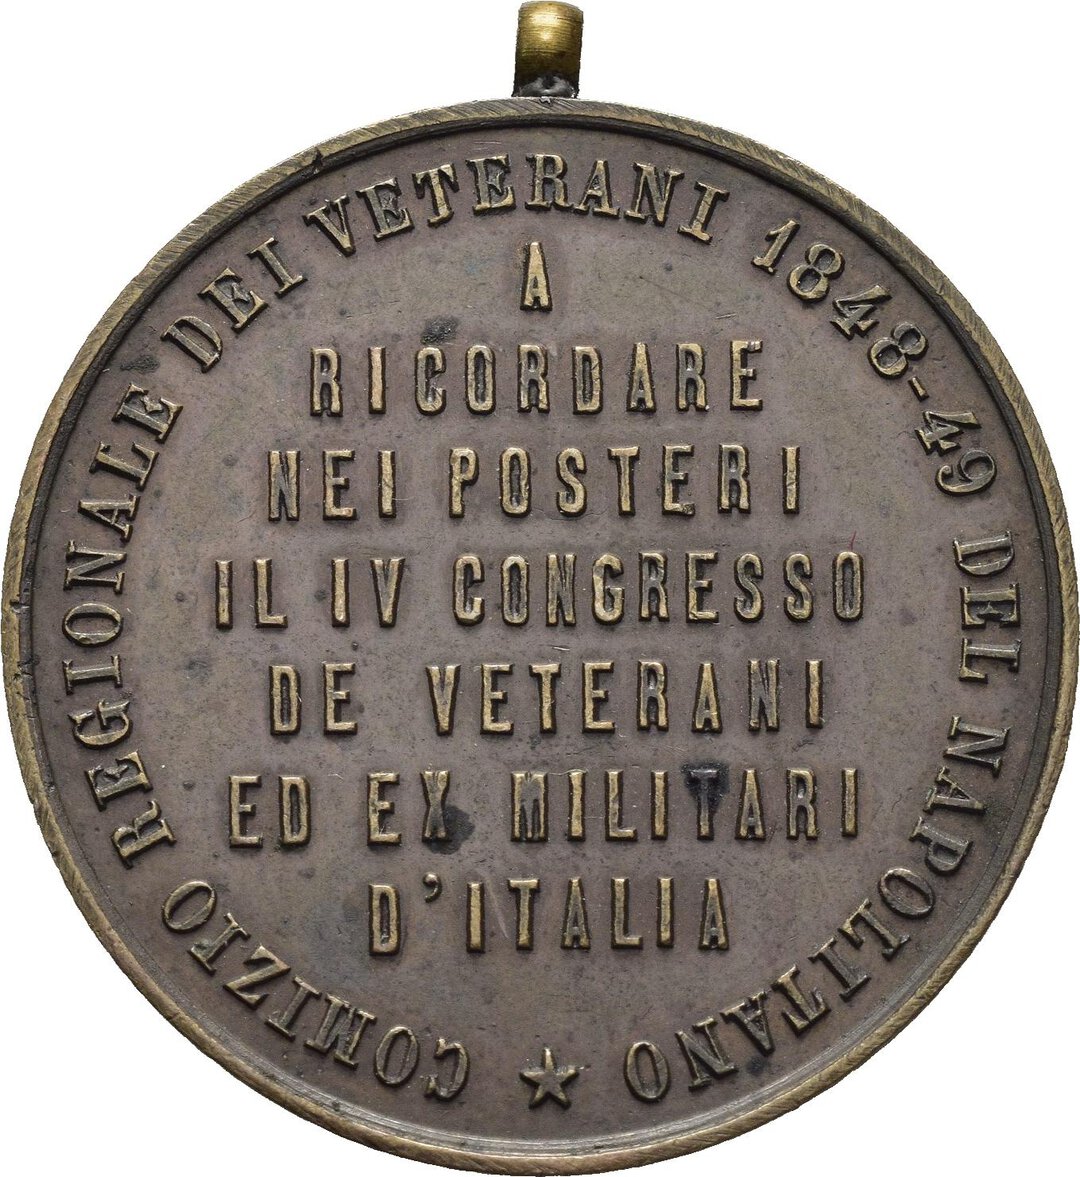 COMIZIO REGIONALE DEI VETERANI 1848-49 DEL NAPOLITANO
A
RICORDARE
NEI POSTERI
IL IV CONGRESSO
DE VETERANI
ED EX MILITARI
D'ITALIA